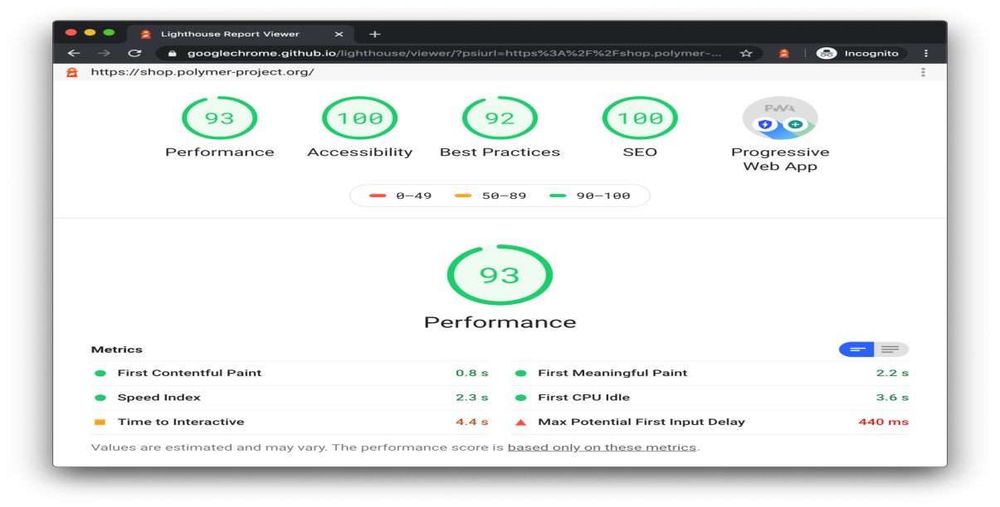 Lighthouse Report Viewer
googlechrome.github.io/lighthouse/viewer/?psiurl=https%3A%2F%2Fshop.polymer-...
Incognito
https://shop.polymer-project.org/
93 100 92 100 PWA
Performance Accessibility Best Practices SEO Progressive
Web App
0–49 50–89 90–100
93
Performance
Metrics
First Contentful Paint 0.8 s First Meaningful Paint 2.2 s
Speed Index 2.3 s First CPU Idle 3.6 s
Time to Interactive 4.4 s Max Potential First Input Delay 440 ms
Values are estimated and may vary. The performance score is based only on these metrics.